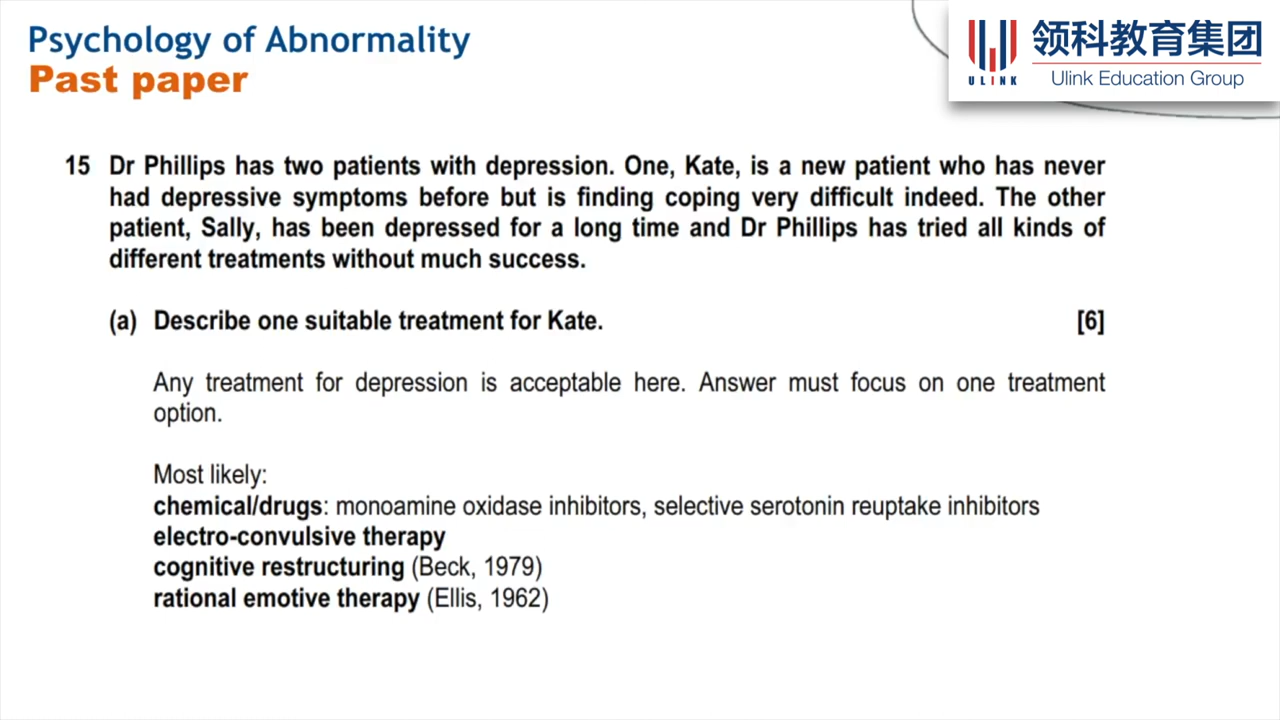 Psychology of Abnormality
Past paper
ULINK
领科教育集团
Ulink Education Group
15 Dr Phillips has two patients with depression. One, Kate, is a new patient who has never
had depressive symptoms before but is finding coping very difficult indeed. The other
patient, Sally, has been depressed for a long time and Dr Phillips has tried all kinds of
different treatments without much success.
(a) Describe one suitable treatment for Kate. [6]
Any treatment for depression is acceptable here. Answer must focus on one treatment
option.
Most likely:
chemical/drugs: monoamine oxidase inhibitors, selective serotonin reuptake inhibitors
electro-convulsive therapy
cognitive restructuring (Beck, 1979)
rational emotive therapy (Ellis, 1962)